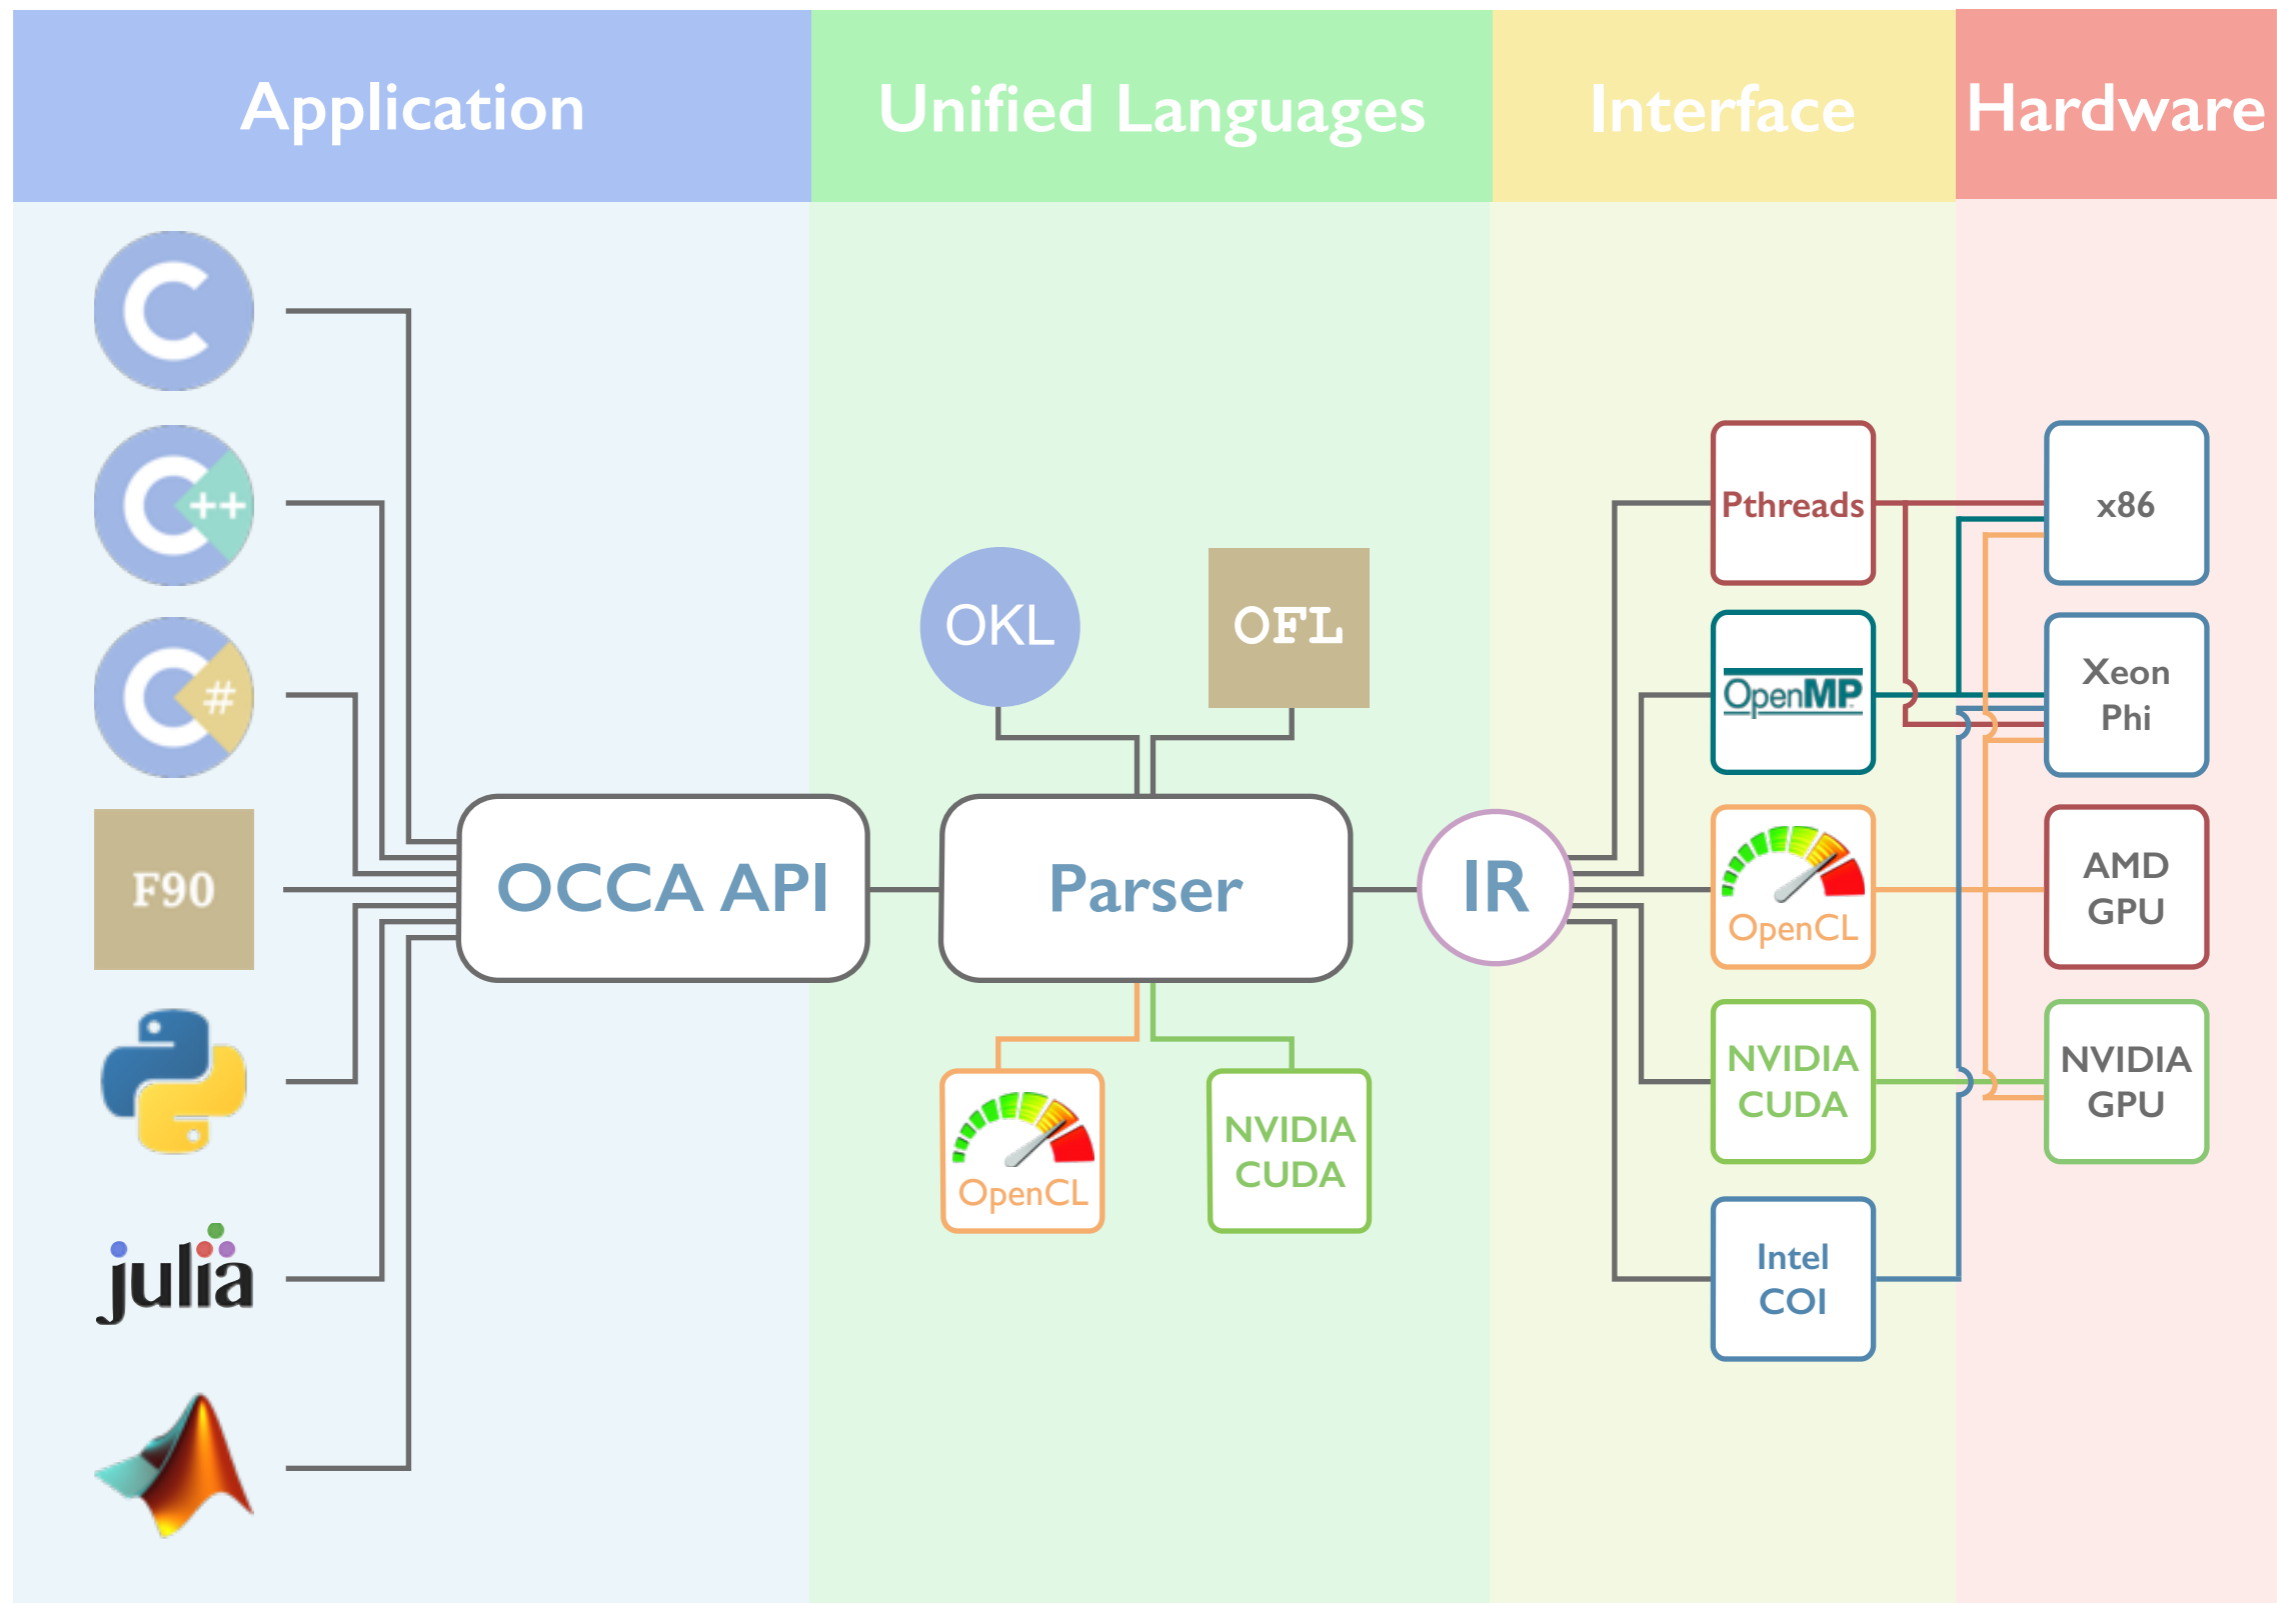 Application
Unified Languages
Interface
Hardware
C
C++
C#
F90
julia
OCCA API
OKL
OFL
Parser
OpenCL
NVIDIA
CUDA
IR
Pthreads
OpenMP
OpenCL
NVIDIA
CUDA
Intel
COI
x86
Xeon
Phi
AMD
GPU
NVIDIA
GPU